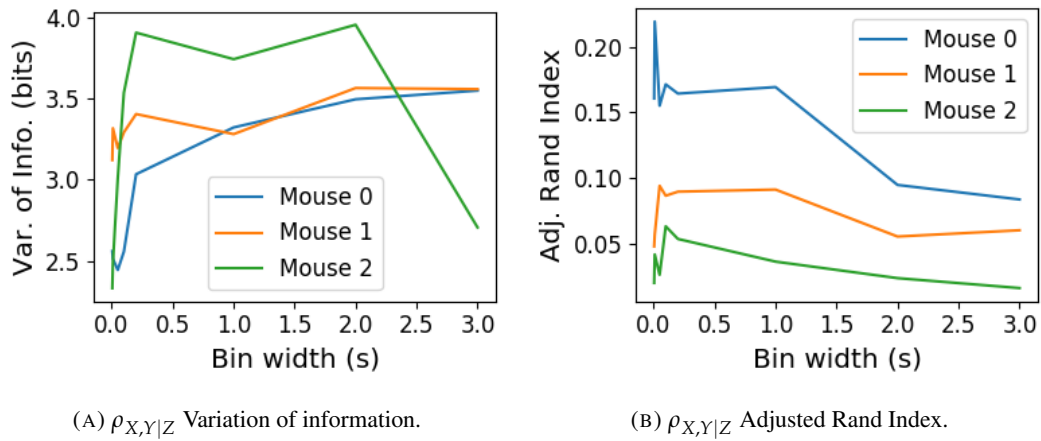 4.0
3.5
3.0
2.5
Var. of Info. (bits)
Mouse 0
Mouse 1
Mouse 2
0.0 0.5 1.0 1.5 2.0 2.5 3.0
Bin width (s)
(A) ρX,Y|Z Variation of information.
0.20
0.15
0.10
0.05
Adj. Rand Index
Mouse 0
Mouse 1
Mouse 2
0.0 0.5 1.0 1.5 2.0 2.5 3.0
Bin width (s)
(B) ρX,Y|Z Adjusted Rand Index.